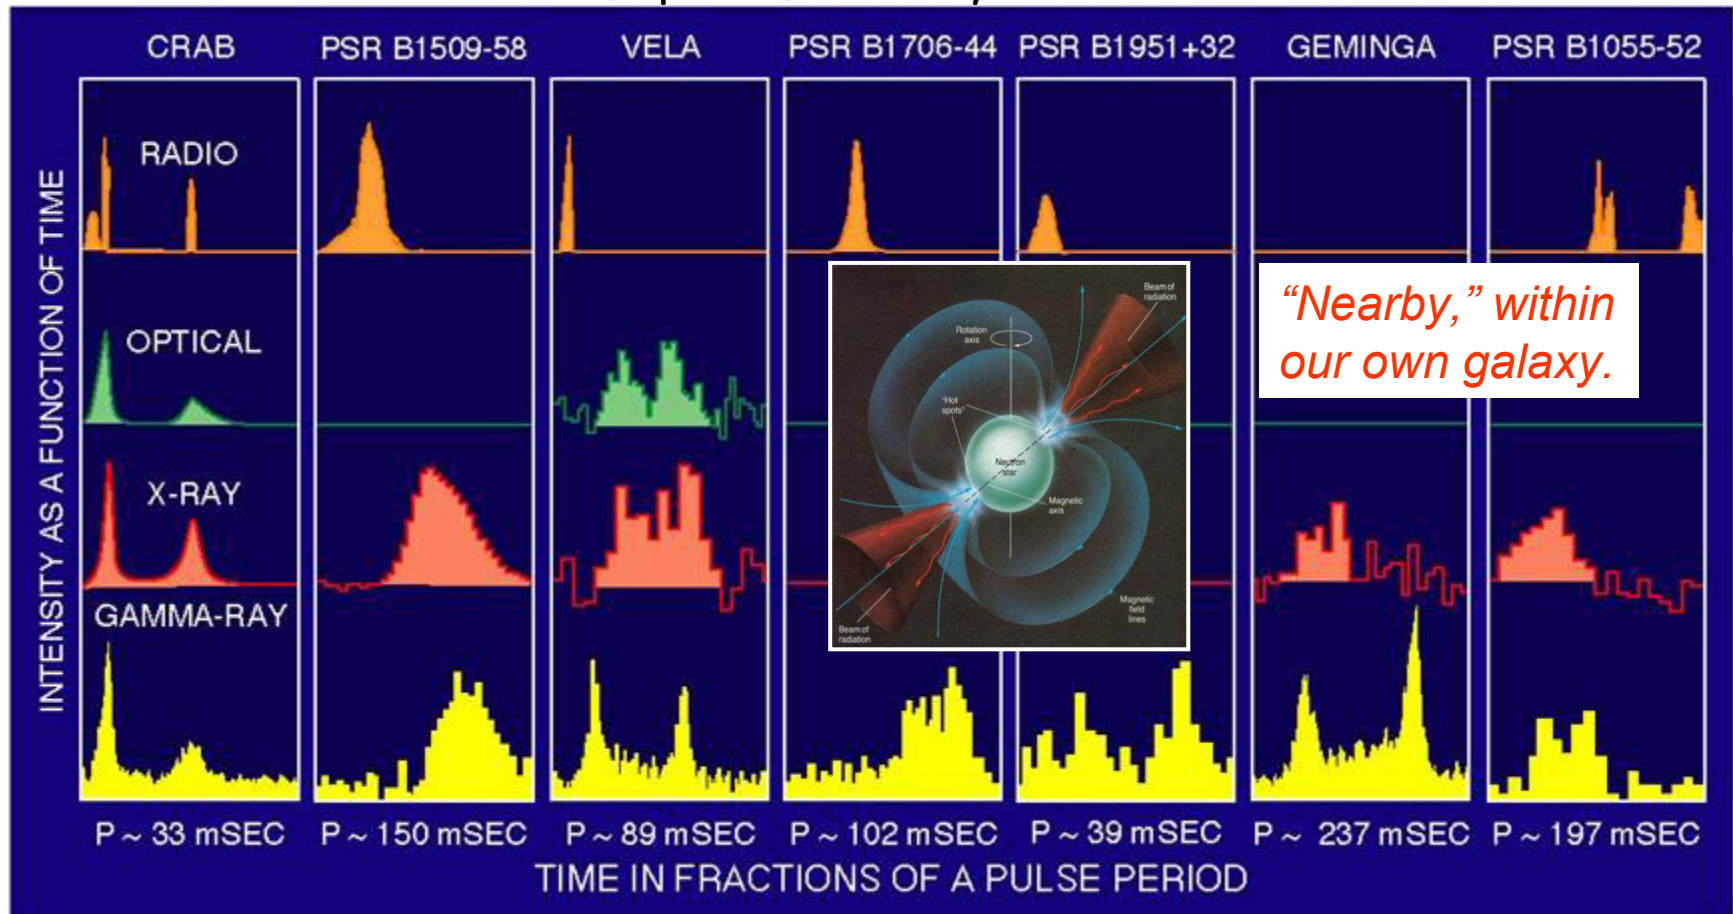 CRAB
PSR B1509-58
VELA
PSR B1706-44
PSR B1951+32
GEMINGA
PSR B1055-52
INTENSITY AS A FUNCTION OF TIME
RADIO
OPTICAL
X-RAY
GAMMA-RAY
Beam of
radiation
Rotation
axis
"Hot
spots"
Neutron
star
Magnetic
axis
Magnetic
field
lines
Beam of
radiation
“Nearby,” within
our own galaxy.
P ~ 33 mSEC
P ~ 150 mSEC
P ~ 89 mSEC
P ~ 102 mSEC
P ~ 39 mSEC
P ~ 237 mSEC
P ~ 197 mSEC
TIME IN FRACTIONS OF A PULSE PERIOD